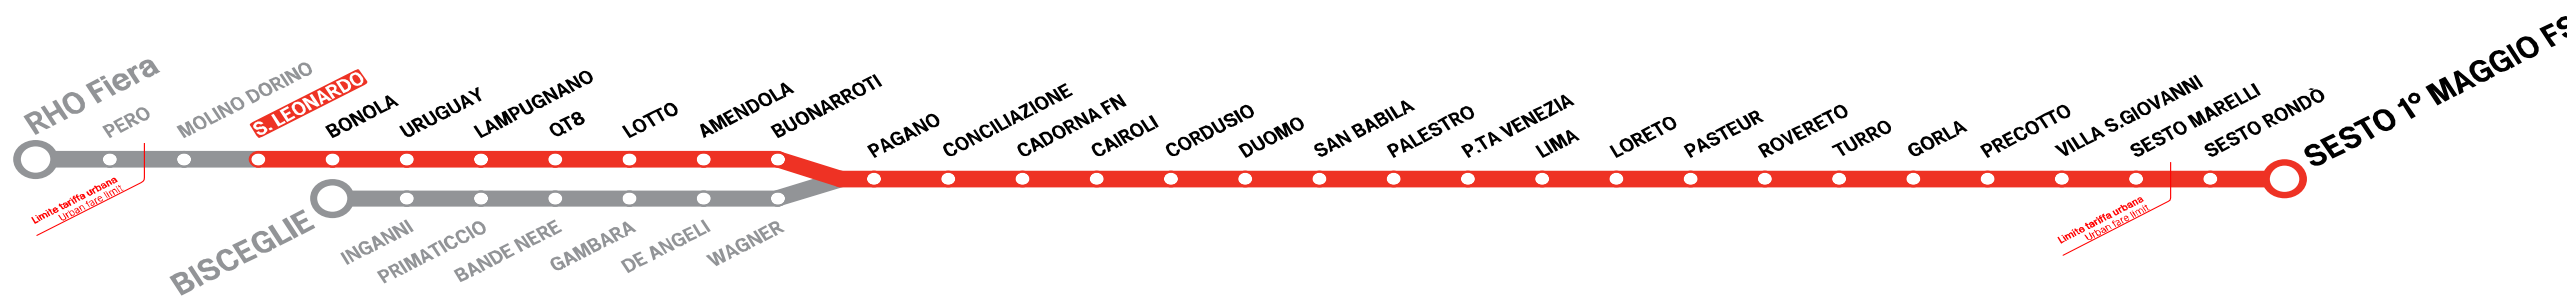 RHO Fiera
PERO
MOLINO DORINO
S. LEONARDO
BONOLA
URUGUAY
LAMPUGNANO
QT8
LOTTO
AMENDOLA
BUONARROTI
PAGANO
CONCILIAZIONE
CADORNA FN
CAIROLI
CORDUSIO
DUOMO
SAN BABILA
PALESTRO
P.TA VENEZIA
LIMA
LORETO
PASTEUR
ROVERETO
TURRO
GORLA
PRECOTTO
VILLA S.GIOVANNI
SESTO MARELLI
SESTO RONDÒ
SESTO 1° MAGGIO FS
Limite tariffa urbana
Urban fare limit
BISCEGLIE
INGANNI
PRIMATICCIO
BANDE NERE
GAMBARA
DE ANGELI
WAGNER
Limite tariffa urbana
Urban fare limit